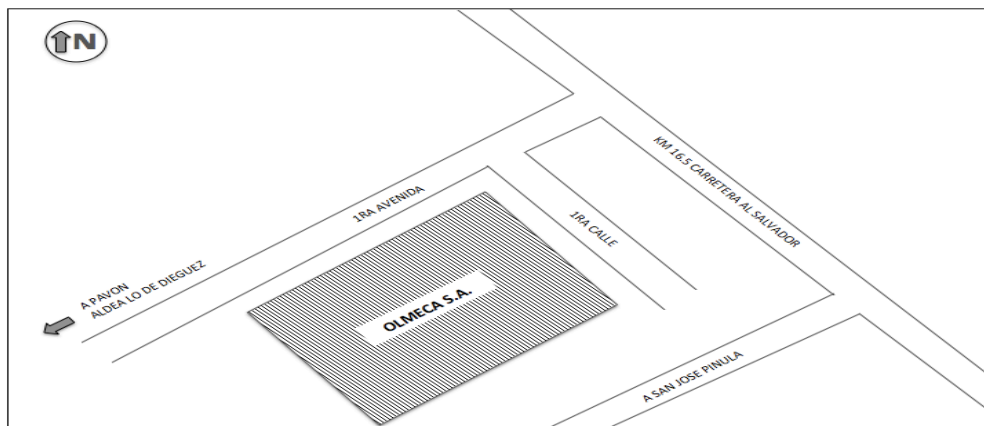 N
KM 16.5 CARRETERA AL SALVADOR
1RA AVENIDA
1RA CALLE
A PAVON
ALDEA LO DE DIEGUEZ
OLMECA S.A.
A SAN JOSE PINULA